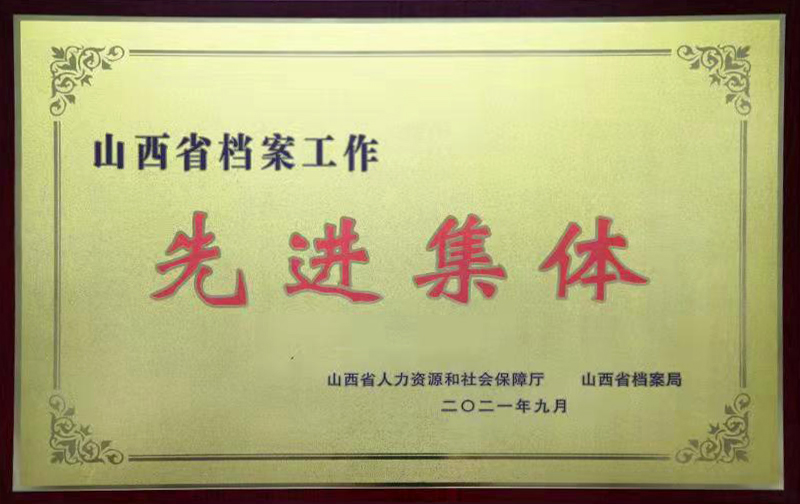 山西省档案工作
先进集体
山西省人力资源和社会保障厅 山西省档案局
二〇二一年九月